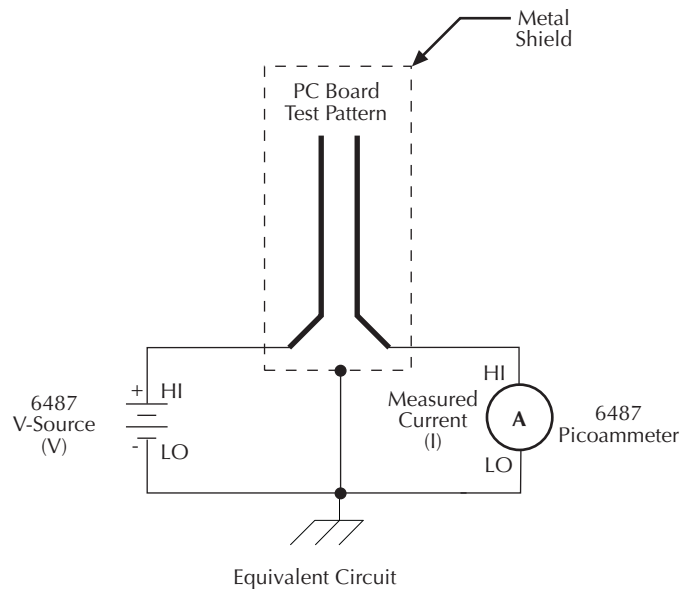 Metal
Shield
PC Board
Test Pattern
+ HI
6487
V-Source
(V)
- LO
HI
Measured
Current
(I)
A
6487
Picoammeter
LO
Equivalent Circuit